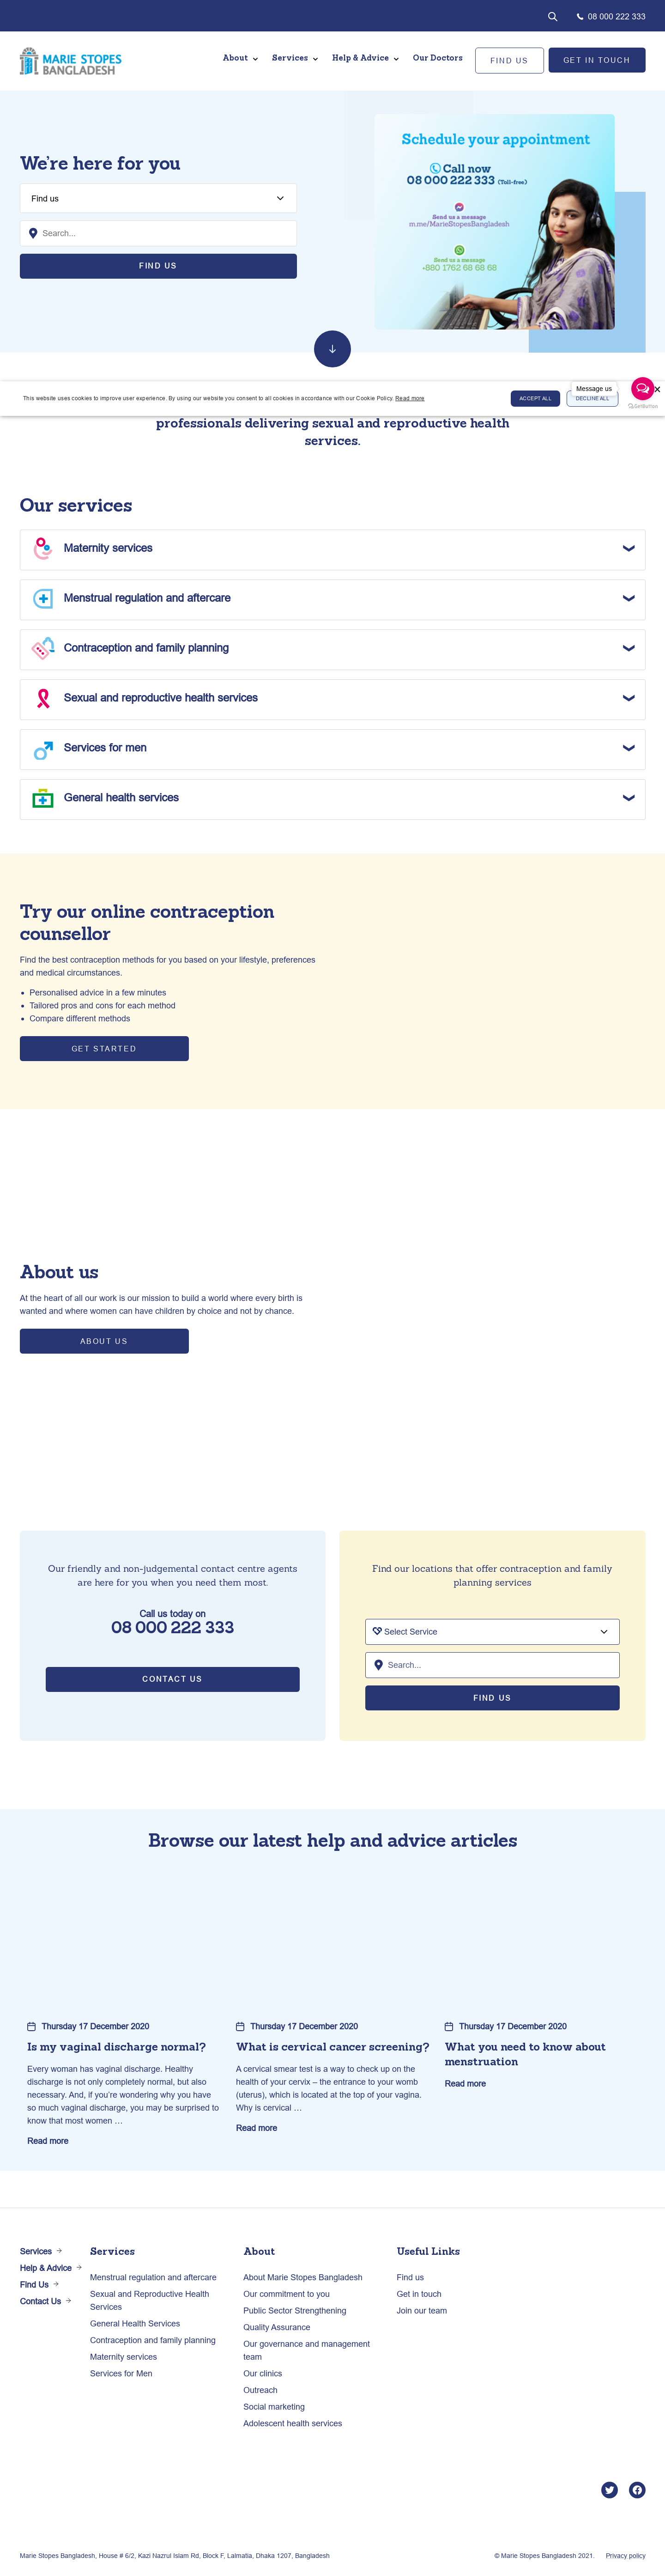 08 000 222 333
MARIE STOPES
BANGLADESH
About
Services
Help & Advice
Our Doctors
FIND US
GET IN TOUCH
We're here for you
Find us
Search...
FIND US
Schedule your appointment
Call now
08 000 222 333 (Toll-free)
Send us a message
m.me/MarieStopesBangladesh
Send us a message
+880 1762 68 68 68
This website uses cookies to improve user experience. By using our website you consent to all cookies in accordance with our Cookie Policy. Read more
ACCEPT ALL
DECLINE ALL
Message us
GetButton
professionals delivering sexual and reproductive health
services.
Our services
Maternity services
Menstrual regulation and aftercare
Contraception and family planning
Sexual and reproductive health services
Services for men
General health services
Try our online contraception
counsellor
Find the best contraception methods for you based on your lifestyle, preferences
and medical circumstances.
Personalised advice in a few minutes
Tailored pros and cons for each method
Compare different methods
GET STARTED
About us
At the heart of all our work is our mission to build a world where every birth is
wanted and where women can have children by choice and not by chance.
ABOUT US
Our friendly and non-judgemental contact centre agents
are here for you when you need them most.
Call us today on
08 000 222 333
CONTACT US
Find our locations that offer contraception and family
planning services
Select Service
Search...
FIND US
Browse our latest help and advice articles
Thursday 17 December 2020
Is my vaginal discharge normal?
Every woman has vaginal discharge. Healthy
discharge is not only completely normal, but also
necessary. And, if you're wondering why you have
so much vaginal discharge, you may be surprised to
know that most women …
Read more
Thursday 17 December 2020
What is cervical cancer screening?
A cervical smear test is a way to check up on the
health of your cervix – the entrance to your womb
(uterus), which is located at the top of your vagina.
Why is cervical …
Read more
Thursday 17 December 2020
What you need to know about
menstruation
Read more
Services
Help & Advice
Find Us
Contact Us
Services
Menstrual regulation and aftercare
Sexual and Reproductive Health
Services
General Health Services
Contraception and family planning
Maternity services
Services for Men
About
About Marie Stopes Bangladesh
Our commitment to you
Public Sector Strengthening
Quality Assurance
Our governance and management
team
Our clinics
Outreach
Social marketing
Adolescent health services
Useful Links
Find us
Get in touch
Join our team
Marie Stopes Bangladesh, House # 6/2, Kazi Nazrul Islam Rd, Block F, Lalmatia, Dhaka 1207, Bangladesh
© Marie Stopes Bangladesh 2021.
Privacy policy